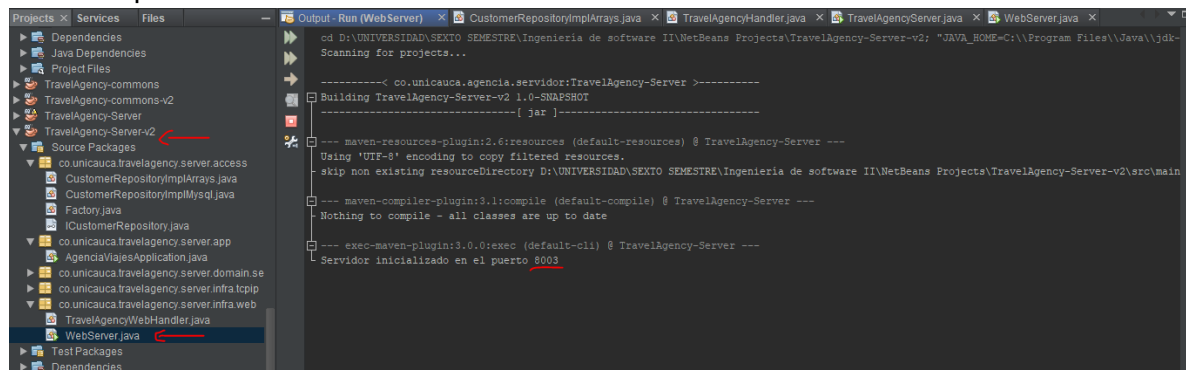 Projects × Services Files
Dependencies
Java Dependencies
Project Files
TravelAgency-commons
TravelAgency-commons-v2
TravelAgency-Server
TravelAgency-Server-v2
Source Packages
co.unicauca.travelagency.server.access
CustomerRepositoryImplArrays.java
CustomerRepositoryImplMysql.java
Factory.java
ICustomerRepository.java
co.unicauca.travelagency.server.app
AgenciaViajesApplication.java
co.unicauca.travelagency.server.domain.se
co.unicauca.travelagency.server.infra.tcpip
co.unicauca.travelagency.server.infra.web
TravelAgencyWebHandler.java
WebServer.java
Test Packages
Dependencies
Output - Run (WebServer) × CustomerRepositoryImplArrays.java × TravelAgencyHandler.java × TravelAgencyServer.java × WebServer.java ×
cd D:\UNIVERSIDAD\SEXTO SEMESTRE\Ingenieria de software II\NetBeans Projects\TravelAgency-Server-v2; "JAVA_HOME=C:\\Program Files\\Java\\jdk-
Scanning for projects...
----------< co.unicauca.agencia.servidor:TravelAgency-Server >----------
Building TravelAgency-Server-v2 1.0-SNAPSHOT
--------------------------------[ jar ]---------------------------------
--- maven-resources-plugin:2.6:resources (default-resources) @ TravelAgency-Server ---
Using 'UTF-8' encoding to copy filtered resources.
skip non existing resourceDirectory D:\UNIVERSIDAD\SEXTO SEMESTRE\Ingenieria de software II\NetBeans Projects\TravelAgency-Server-v2\src\main
--- maven-compiler-plugin:3.1:compile (default-compile) @ TravelAgency-Server ---
Nothing to compile - all classes are up to date
--- exec-maven-plugin:3.0.0:exec (default-cli) @ TravelAgency-Server ---
Servidor inicializado en el puerto 8003